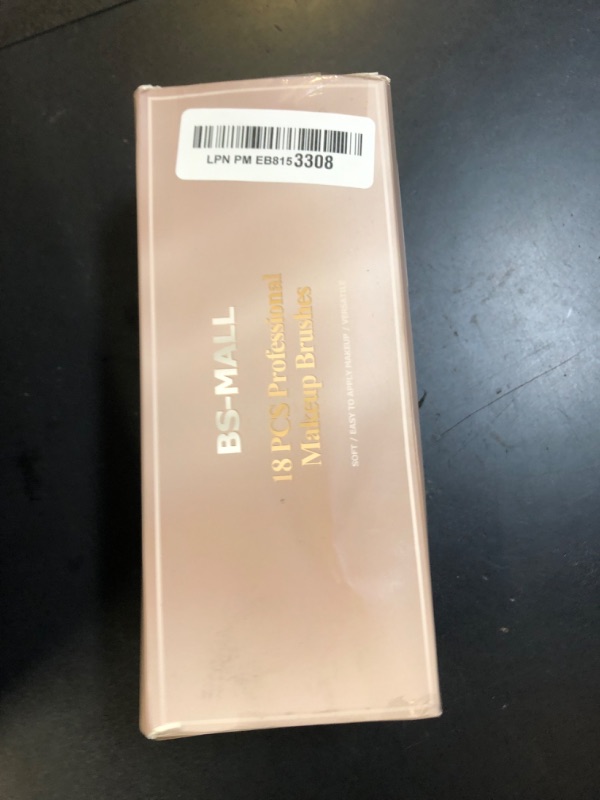 LPN PM EB8153308
BS-MALL
18 PCS Professional
Makeup Brushes
SOFT / EASY TO APPLY MAKEUP / VERSATILE